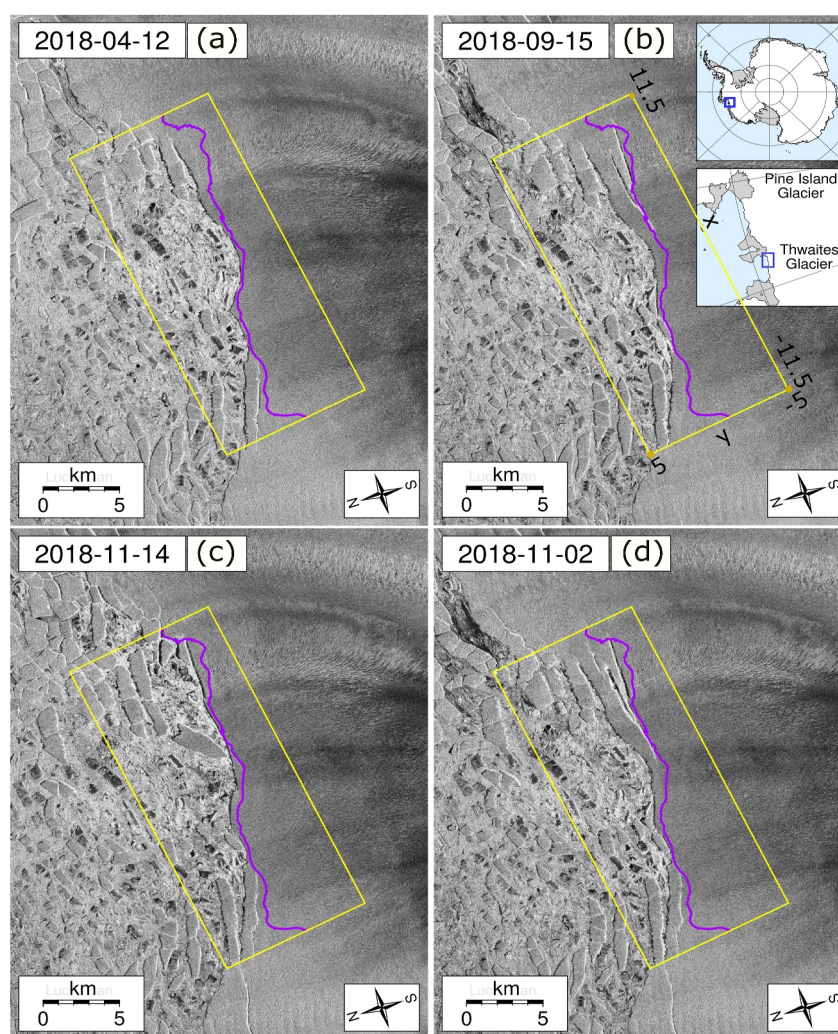 2018-04-12 (a)
km
0 5
N S
2018-09-15 (b)
11.5
Pine Island
Glacier
X
Thwaites
Glacier
-11.5
-5
y
5
km
0 5
N S
2018-11-14 (c)
km
0 5
N S
2018-11-02 (d)
km
0 5
N S